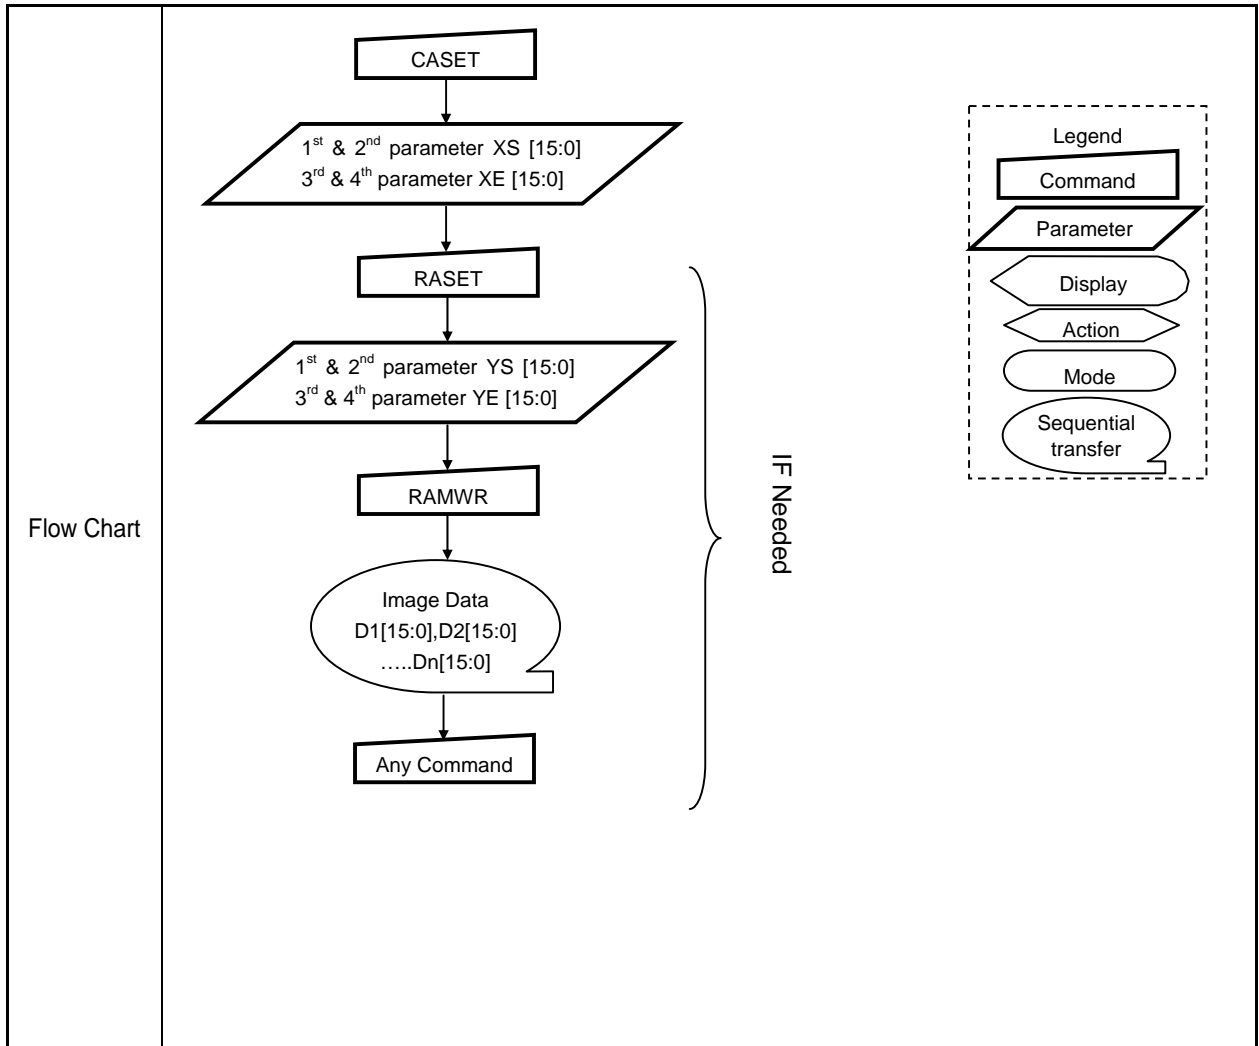 Flow Chart
CASET
1st & 2nd parameter XS [15:0]
3rd & 4th parameter XE [15:0]
RASET
1st & 2nd parameter YS [15:0]
3rd & 4th parameter YE [15:0]
RAMWR
Image Data
D1[15:0],D2[15:0]
.....Dn[15:0]
Any Command
IF Needed
Legend
Command
Parameter
Display
Action
Mode
Sequential
transfer